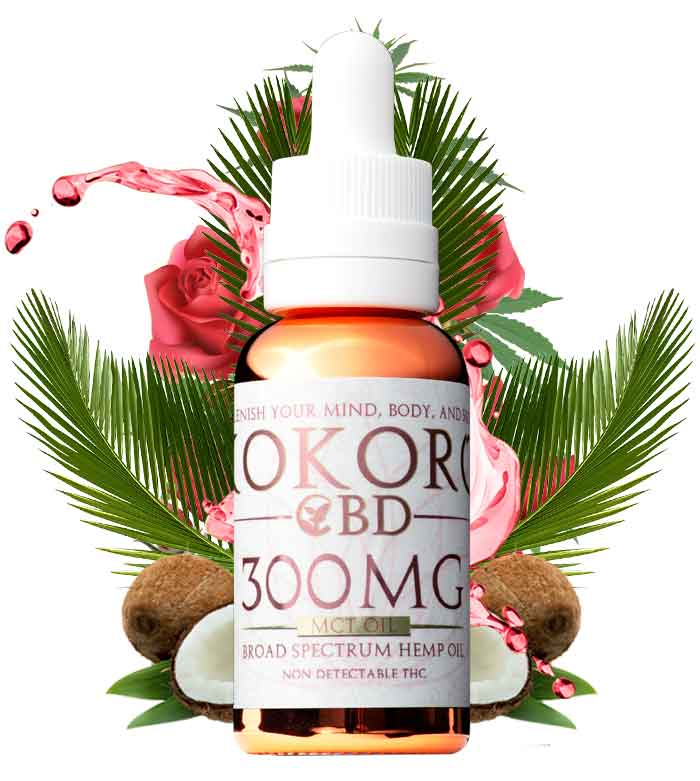 YOUR MIND, BODY, AND
KOKORO
CBD
300MG
MCT OIL
BROAD SPECTRUM HEMP OIL
NON DETECTABLE THC